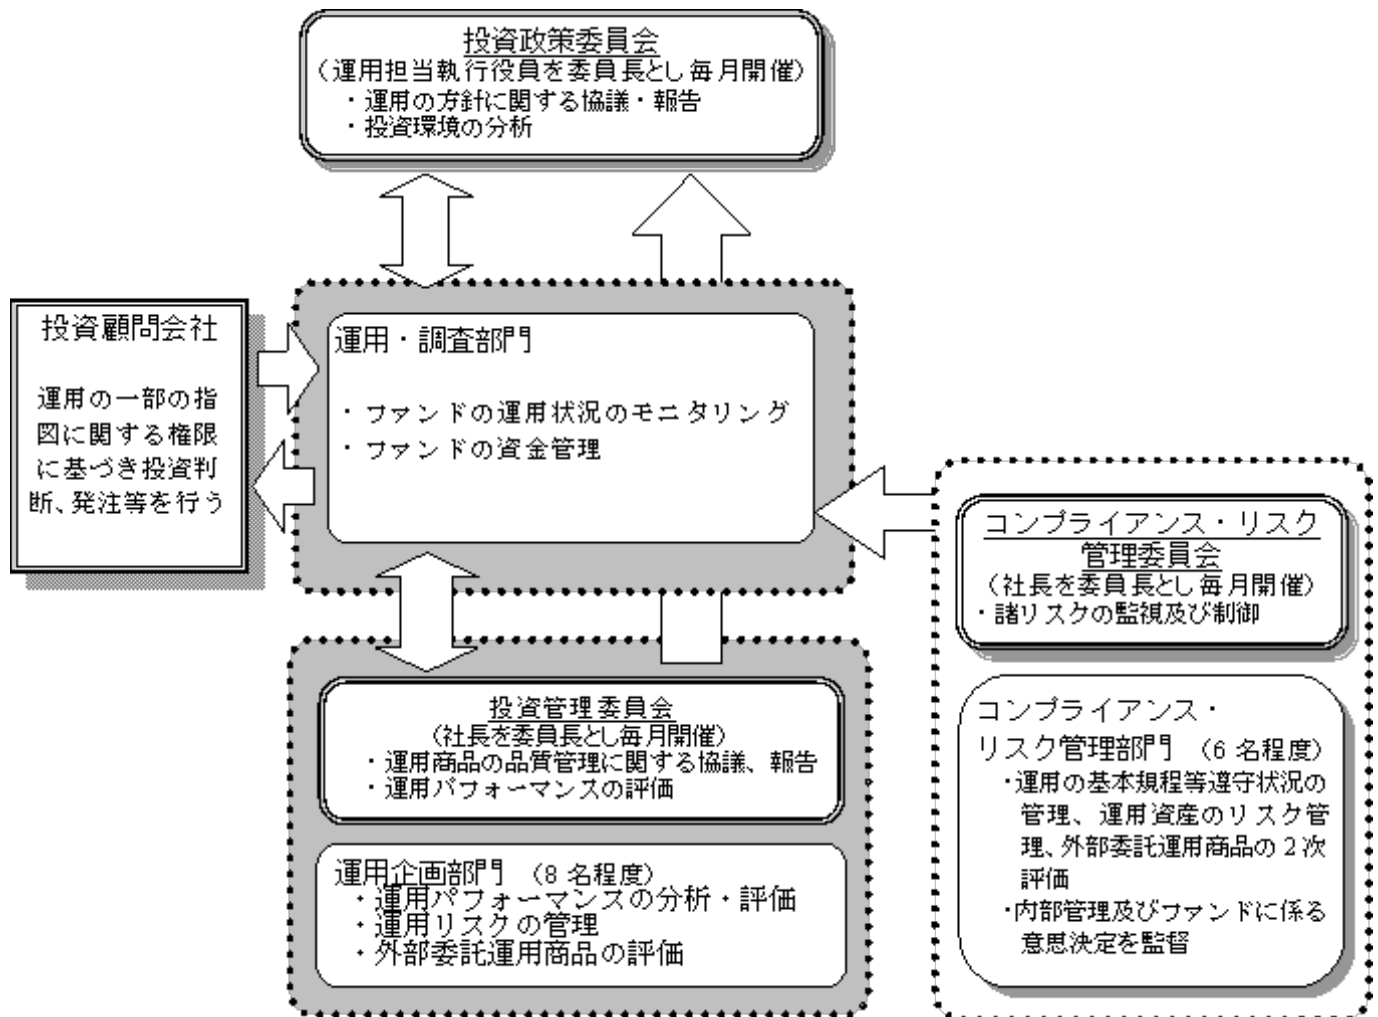 投資政策委員会
（運用担当執行役員を委員長とし毎月開催）
・運用の方針に関する協議・報告
・投資環境の分析
投資顧問会社
運用の一部の指
図に関する権限
に基づき投資判
断、発注等を行う
運用・調査部門
・ファンドの運用状況のモニタリング
・ファンドの資金管理
投資管理委員会
（社長を委員長とし毎月開催）
・運用商品の品質管理に関する協議、報告
・運用パフォーマンスの評価
運用企画部門 （8 名程度）
・運用パフォーマンスの分析・評価
・運用リスクの管理
・外部委託運用商品の評価
コンプライアンス・リスク
管理委員会
（社長を委員長とし毎月開催）
・諸リスクの監視及び制御
コンプライアンス・
リスク管理部門 （6 名程度）
・運用の基本規程等遵守状況の
管理、運用資産のリスク管
理、外部委託運用商品の２次
評価
・内部管理及びファンドに係る
意思決定を監督